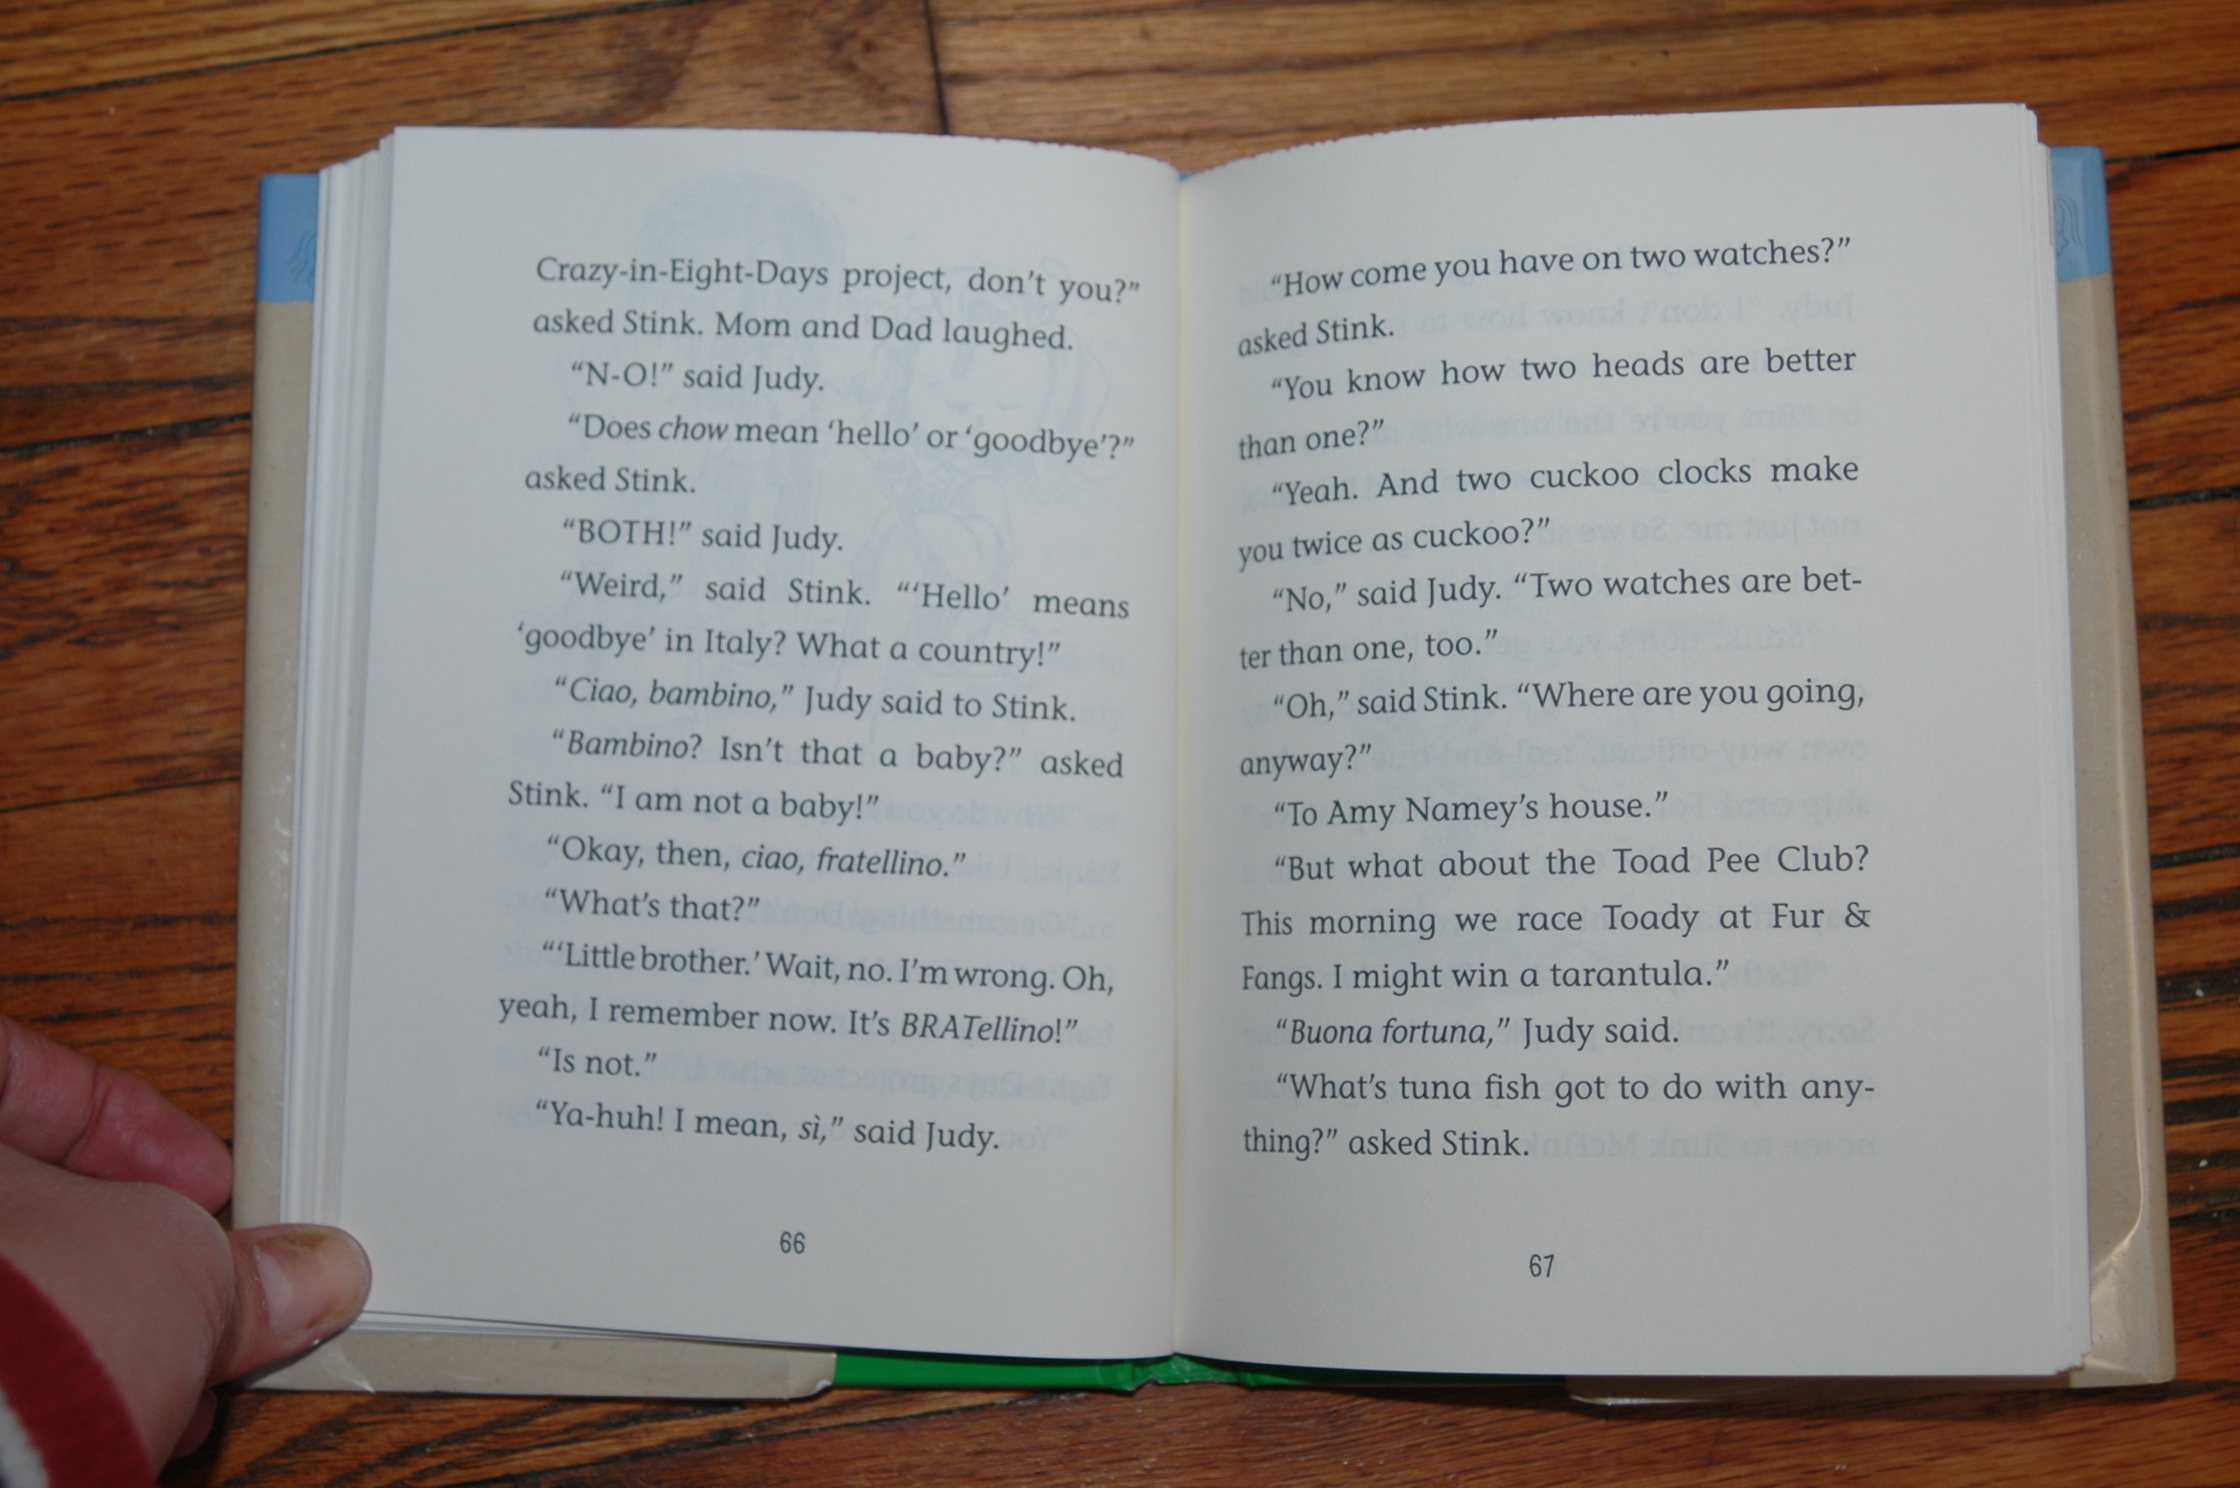 Crazy-in-Eight-Days project, don't you?"
asked Stink. Mom and Dad laughed.
"N-O!" said Judy.
"Does chow mean 'hello' or 'goodbye'?"
asked Stink.
"BOTH!" said Judy.
"Weird," said Stink. "'Hello' means
'goodbye' in Italy? What a country!"
"Ciao, bambino," Judy said to Stink.
"Bambino? Isn't that a baby?" asked
Stink. "I am not a baby!"
"Okay, then, ciao, fratellino."
"What's that?"
"'Little brother.' Wait, no. I'm wrong. Oh,
yeah, I remember now. It's BRATellino!"
"Is not."
"Ya-huh! I mean, sì," said Judy.
66
"How come you have on two watches?"
asked Stink.
"You know how two heads are better
than one?"
"Yeah. And two cuckoo clocks make
you twice as cuckoo?"
"No," said Judy. "Two watches are bet-
ter than one, too."
"Oh," said Stink. "Where are you going,
anyway?"
"To Amy Namey's house."
"But what about the Toad Pee Club?
This morning we race Toady at Fur &
Fangs. I might win a tarantula."
"Buona fortuna," Judy said.
"What's tuna fish got to do with any-
thing?" asked Stink.
67